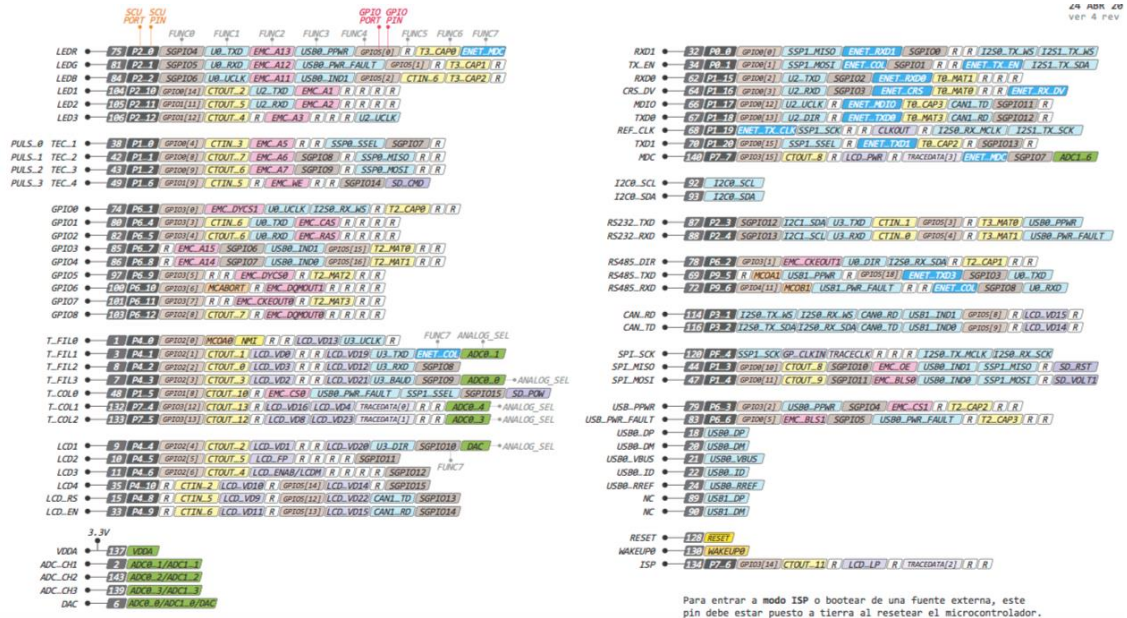 24 ABR 20
ver 4 rev
SCU PORT SCU PIN GPIO PORT GPIO PIN
FUNC0 FUNC1 FUNC2 FUNC3 FUNC4 FUNC5 FUNC6 FUNC7
LEDR 75 P2_0 SGPIO4 U0_TXD EMC_A13 USB0_PPWR GPIO5[0] R T3_CAP0 ENET_MDC
LEDG 81 P2_1 SGPIO5 U0_RXD EMC_A12 USB0_PWR_FAULT GPIO5[1] R T3_CAP1 R
LEDB 84 P2_2 SGPIO6 U0_UCLK EMC_A11 USB0_IND1 GPIO5[2] CTIN_6 T3_CAP2 R
LED1 104 P2_10 GPIO0[14] CTOUT_2 U2_TXD EMC_A1 R R R R
LED2 105 P2_11 GPIO1[11] CTOUT_5 U2_RXD EMC_A2 R R R R
LED3 106 P2_12 GPIO1[12] CTOUT_4 R EMC_A3 R R R U2_UCLK
PULS_0 TEC_1 38 P1_0 GPIO0[4] CTIN_3 EMC_A5 R R SSP0_SSEL SGPIO7 R
PULS_1 TEC_2 42 P1_1 GPIO0[8] CTOUT_7 EMC_A6 SGPIO8 R SSP0_MISO R R
PULS_2 TEC_3 43 P1_2 GPIO0[9] CTOUT_6 EMC_A7 SGPIO9 R SSP0_MOSI R R
PULS_3 TEC_4 49 P1_6 GPIO1[9] CTIN_5 R EMC_WE R R SGPIO14 SD_CMD
GPIO0 74 P6_1 GPIO3[0] EMC_DYCS1 U0_UCLK I2S0_RX_WS R T2_CAP0 R R
GPIO1 80 P6_4 GPIO3[3] CTIN_6 U0_TXD EMC_CAS R R R R
GPIO2 82 P6_5 GPIO3[4] CTOUT_6 U0_RXD EMC_RAS R R R R
GPIO3 85 P6_7 R EMC_A15 SGPIO6 USB0_IND1 GPIO5[15] T2_MAT0 R R
GPIO4 86 P6_8 R EMC_A14 SGPIO7 USB0_IND0 GPIO5[16] T2_MAT1 R R
GPIO5 97 P6_9 GPIO3[5] R R EMC_DYCS0 R T2_MAT2 R R
GPIO6 100 P6_10 GPIO3[6] MCABORT R EMC_DQMOUT1 R R R R
GPIO7 101 P6_11 GPIO3[7] R R EMC_CKEOUT0 R T2_MAT3 R R
GPIO8 103 P6_12 GPIO2[8] CTOUT_7 R EMC_DQMOUT0 R R R R
FUNC7 ANALOG_SEL
T_FIL0 1 P4_0 GPIO2[0] MCOA0 NMI R R LCD_VD13 U3_UCLK R
T_FIL1 3 P4_1 GPIO2[1] CTOUT_1 LCD_VD0 R R LCD_VD19 U3_TXD ENET_COL ADC0_1
T_FIL2 8 P4_2 GPIO2[2] CTOUT_0 LCD_VD3 R R LCD_VD12 U3_RXD SGPIO8
T_FIL3 7 P4_3 GPIO2[3] CTOUT_3 LCD_VD2 R R LCD_VD21 U3_BAUD SGPIO9 ADC0_0 ANALOG_SEL
T_COL0 48 P1_5 GPIO1[8] CTOUT_10 R EMC_CS0 USB0_PWR_FAULT SSP1_SSEL SGPIO15 SD_POW
T_COL1 132 P7_4 GPIO3[12] CTOUT_13 R LCD_VD16 LCD_VD4 TRACEDATA[0] R R ADC0_4 ANALOG_SEL
T_COL2 133 P7_5 GPIO3[13] CTOUT_12 R LCD_VD8 LCD_VD23 TRACEDATA[1] R R ADC0_3 ANALOG_SEL
LCD1 9 P4_4 GPIO2[4] CTOUT_2 LCD_VD1 R R LCD_VD20 U3_DIR SGPIO10 DAC ANALOG_SEL
LCD2 10 P4_5 GPIO2[5] CTOUT_5 LCD_FP R R R R SGPIO11
FUNC7
LCD3 11 P4_6 GPIO2[6] CTOUT_4 LCD_ENAB/LCDM R R R R SGPIO12
LCD4 35 P4_10 R CTIN_2 LCD_VD10 R GPIO5[14] LCD_VD14 R SGPIO15
LCD_RS 15 P4_8 R CTIN_5 LCD_VD9 R GPIO5[12] LCD_VD22 CAN1_TD SGPIO13
LCD_EN 33 P4_9 R CTIN_6 LCD_VD11 R GPIO5[13] LCD_VD15 CAN1_RD SGPIO14
3.3V
VDDA 137 VDDA
ADC_CH1 2 ADC0_1/ADC1_1
ADC_CH2 143 ADC0_2/ADC1_2
ADC_CH3 139 ADC0_3/ADC1_3
DAC 6 ADC0_0/ADC1_0/DAC
RXD1 32 P0_0 GPIO0[0] SSP1_MISO ENET_RXD1 SGPIO0 R R I2S0_TX_WS I2S1_TX_WS
TX_EN 34 P0_1 GPIO0[1] SSP1_MOSI ENET_COL SGPIO1 R R ENET_TX_EN I2S1_TX_SDA
RXD0 62 P1_15 GPIO0[2] U2_TXD SGPIO2 ENET_RXD0 T0_MAT1 R R R
CRS_DV 64 P1_16 GPIO0[3] U2_RXD SGPIO3 ENET_CRS T0_MAT0 R R ENET_RX_DV
MDIO 66 P1_17 GPIO0[12] U2_UCLK R ENET_MDIO T0_CAP3 CAN1_TD SGPIO11 R
TXD0 67 P1_18 GPIO0[13] U2_DIR R ENET_TXD0 T0_MAT3 CAN1_RD SGPIO12 R
REF_CLK 68 P1_19 ENET_TX_CLK SSP1_SCK R R CLKOUT R I2S0_RX_MCLK I2S1_TX_SCK
TXD1 70 P1_20 GPIO0[15] SSP1_SSEL R ENET_TXD1 T0_CAP2 R SGPIO13 R
MDC 140 P7_7 GPIO3[15] CTOUT_8 R LCD_PWR R TRACEDATA[3] ENET_MDC SGPIO7 ADC1_6
I2C0_SCL 92 I2C0_SCL
I2C0_SDA 93 I2C0_SDA
RS232_TXD 87 P2_3 SGPIO12 I2C1_SDA U3_TXD CTIN_1 GPIO5[3] R T3_MAT0 USB0_PPWR
RS232_RXD 88 P2_4 SGPIO13 I2C1_SCL U3_RXD CTIN_0 GPIO5[4] R T3_MAT1 USB0_PWR_FAULT
RS485_DIR 78 P6_2 GPIO3[1] EMC_CKEOUT1 U0_DIR I2S0_RX_SDA R T2_CAP1 R R
RS485_TXD 69 P9_5 R MCOA1 USB1_PPWR R GPIO5[18] ENET_TXD3 SGPIO3 U0_TXD
RS485_RXD 72 P9_6 GPIO4[11] MCOB1 USB1_PWR_FAULT R R ENET_COL SGPIO8 U0_RXD
CAN_RD 114 P3_1 I2S0_TX_WS I2S0_RX_WS CAN0_RD USB1_IND1 GPIO5[8] R LCD_VD15 R
CAN_TD 116 P3_2 I2S0_TX_SDA I2S0_RX_SDA CAN0_TD USB1_IND0 GPIO5[9] R LCD_VD14 R
SPI_SCK 120 PF_4 SSP1_SCK GP_CLKIN TRACECLK R R R I2S0_TX_MCLK I2S0_RX_SCK
SPI_MISO 44 P1_3 GPIO0[10] CTOUT_8 SGPIO10 EMC_OE USB0_IND1 SSP1_MISO R SD_RST
SPI_MOSI 47 P1_4 GPIO0[11] CTOUT_9 SGPIO11 EMC_BLS0 USB0_IND0 SSP1_MOSI R SD_VOLT1
USB_PPWR 79 P6_3 GPIO3[2] USB0_PPWR SGPIO4 EMC_CS1 R T2_CAP2 R R
USB_PWR_FAULT 83 P6_6 GPIO0[5] EMC_BLS1 SGPIO5 USB0_PWR_FAULT R T2_CAP3 R R
USB0_DP 18 USB0_DP
USB0_DM 20 USB0_DM
USB0_VBUS 21 USB0_VBUS
USB0_ID 22 USB0_ID
USB0_RREF 24 USB0_RREF
NC 89 USB1_DP
NC 90 USB1_DM
RESET 128 RESET
WAKEUP0 130 WAKEUP0
ISP 134 P7_6 GPIO3[14] CTOUT_11 R LCD_LP R TRACEDATA[2] R R
Para entrar a modo ISP o bootear de una fuente externa, este
pin debe estar puesto a tierra al resetear el microcontrolador.